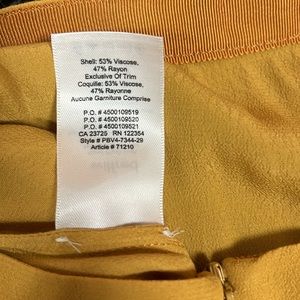 Shell: 53% Viscose,
47% Rayon
Exclusive Of Trim
Coquille: 53% Viscose,
47% Rayonne
Aucune Garniture Comprise
P.O. # 4500109519
P.O. # 4500109520
P.O. # 4500109521
CA 23725 RN 122354
Style # PBV4-7344-29
Article # 71210